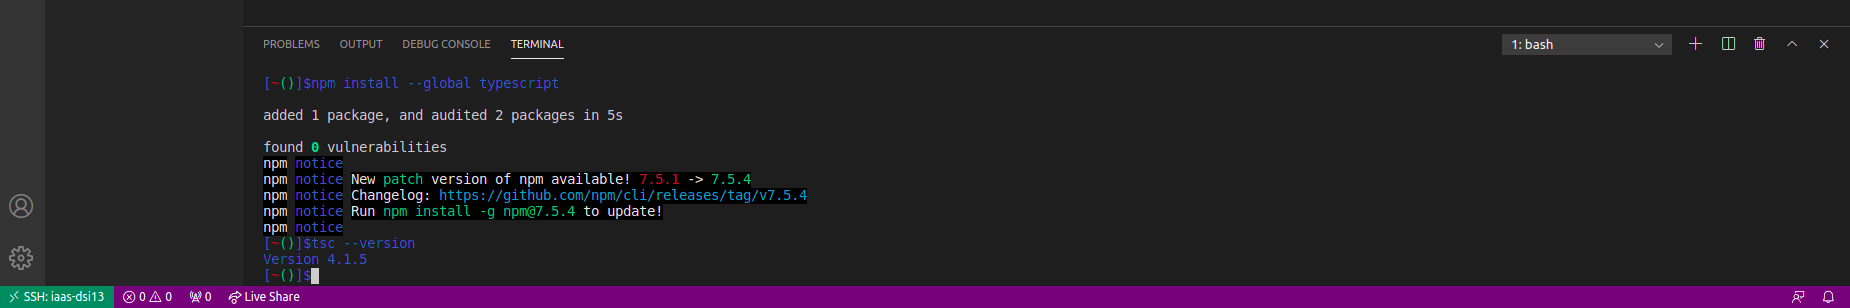 PROBLEMS OUTPUT DEBUG CONSOLE TERMINAL 1: bash
[~()]$npm install --global typescript
added 1 package, and audited 2 packages in 5s
found 0 vulnerabilities
npm notice
npm notice New patch version of npm available! 7.5.1 -> 7.5.4
npm notice Changelog: https://github.com/npm/cli/releases/tag/v7.5.4
npm notice Run npm install -g npm@7.5.4 to update!
npm notice
[~()]$tsc --version
Version 4.1.5
[~()]$
SSH: iaas-dsi13 0 0 0 Live Share